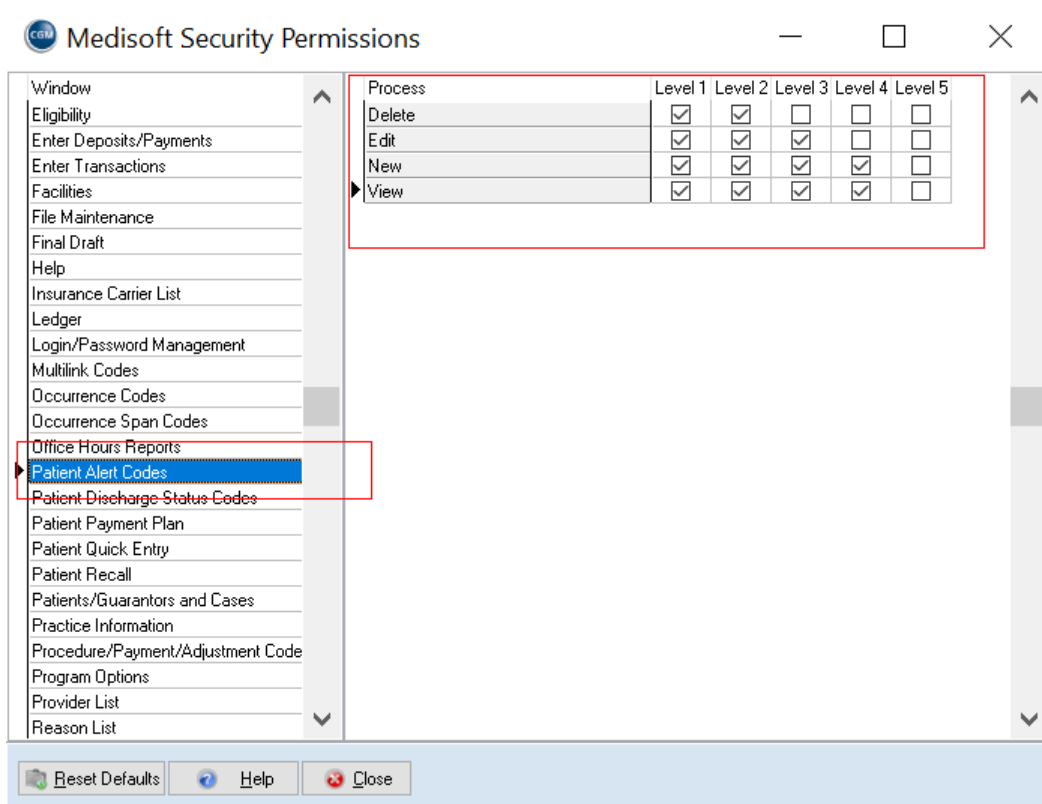 CGM Medisoft Security Permissions
Window
Eligibility
Enter Deposits/Payments
Enter Transactions
Facilities
File Maintenance
Final Draft
Help
Insurance Carrier List
Ledger
Login/Password Management
Multilink Codes
Occurrence Codes
Occurrence Span Codes
Office Hours Reports
Patient Alert Codes
Patient Discharge Status Codes
Patient Payment Plan
Patient Quick Entry
Patient Recall
Patients/Guarantors and Cases
Practice Information
Procedure/Payment/Adjustment Code
Program Options
Provider List
Reason List
Process Level 1 Level 2 Level 3 Level 4 Level 5
Delete
Edit
New
View
Reset Defaults Help Close